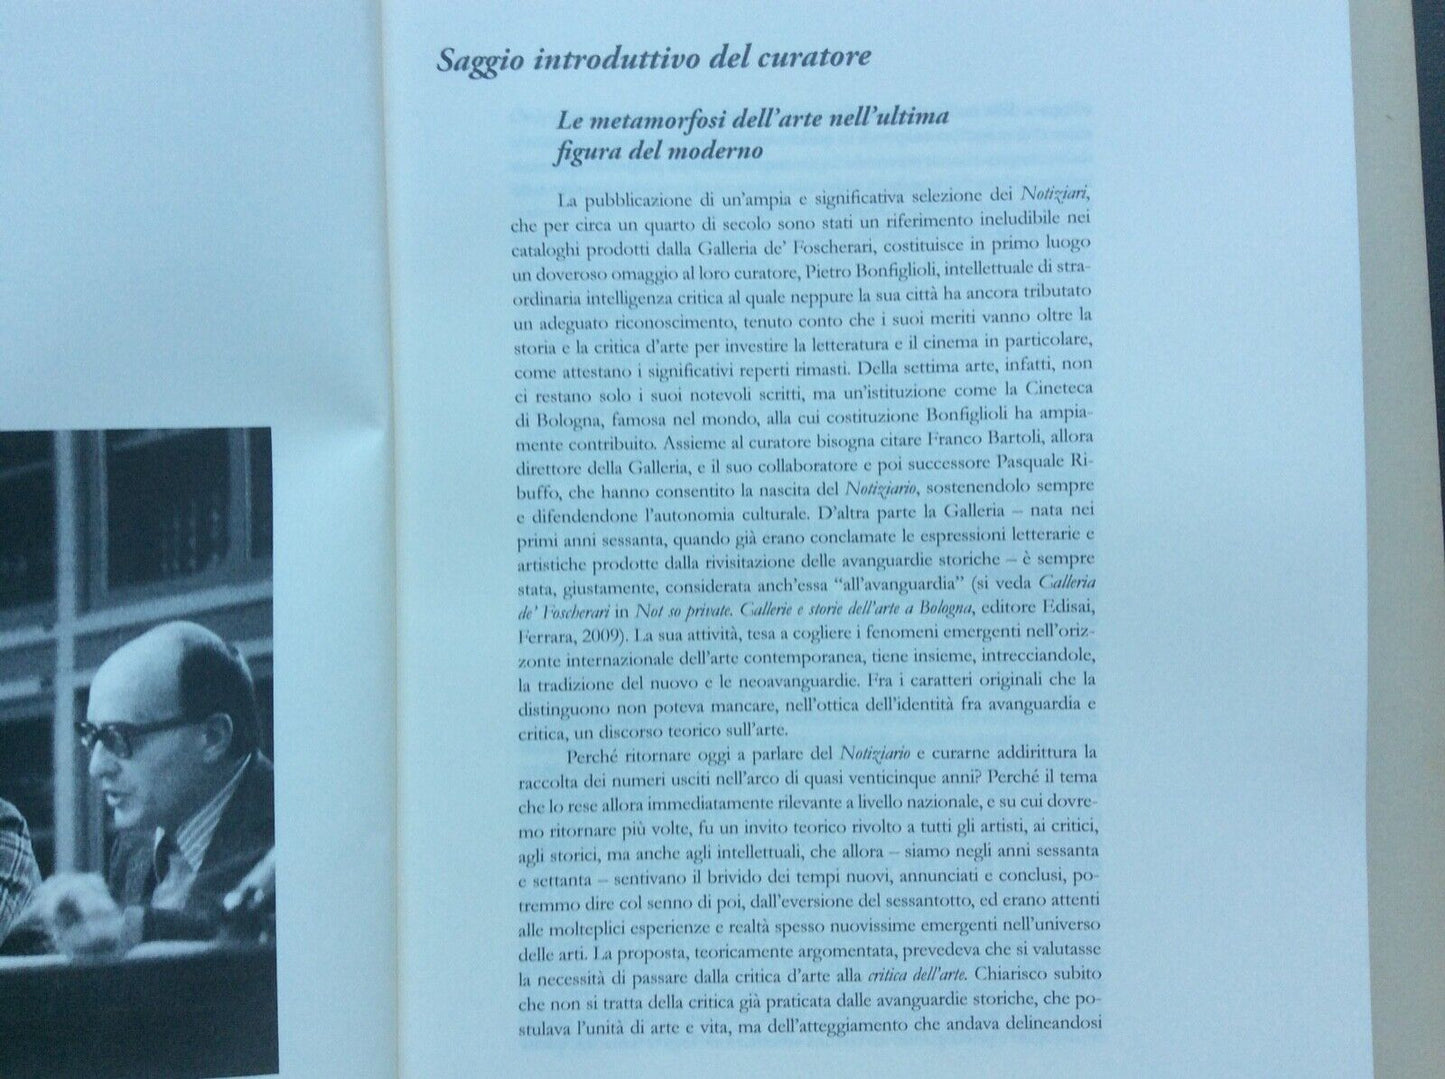 Saggio introduttivo del curatore
Le metamorfosi dell'arte nell'ultima
figura del moderno
La pubblicazione di un'ampia e significativa selezione dei Notiziari,
che per circa un quarto di secolo sono stati un riferimento ineludibile nei
cataloghi prodotti dalla Galleria de' Foscherari, costituisce in primo luogo
un doveroso omaggio al loro curatore, Pietro Bonfiglioli, intellettuale di stra-
ordinaria intelligenza critica al quale neppure la sua città ha ancora tributato
un adeguato riconoscimento, tenuto conto che i suoi meriti vanno oltre la
storia e la critica d'arte per investire la letteratura e il cinema in particolare,
come attestano i significativi reperti rimasti. Della settima arte, infatti, non
ci restano solo i suoi notevoli scritti, ma un'istituzione come la Cineteca
di Bologna, famosa nel mondo, alla cui costituzione Bonfiglioli ha ampia-
mente contribuito. Assieme al curatore bisogna citare Franco Bartoli, allora
direttore della Galleria, e il suo collaboratore e poi successore Pasquale Ri-
buffo, che hanno consentito la nascita del Notiziario, sostenendolo sempre
e difendendone l'autonomia culturale. D'altra parte la Galleria – nata nei
primi anni sessanta, quando già erano conclamate le espressioni letterarie e
artistiche prodotte dalla rivisitazione delle avanguardie storiche – è sempre
stata, giustamente, considerata anch'essa "all'avanguardia" (si veda Galleria
de' Foscherari in Not so private. Gallerie e storie dell'arte a Bologna, editore Edisai,
Ferrara, 2009). La sua attività, tesa a cogliere i fenomeni emergenti nell'oriz-
zonte internazionale dell'arte contemporanea, tiene insieme, intrecciandole,
la tradizione del nuovo e le neoavanguardie. Fra i caratteri originali che la
distinguono non poteva mancare, nell'ottica dell'identità fra avanguardia e
critica, un discorso teorico sull'arte.
Perché ritornare oggi a parlare del Notiziario e curarne addirittura la
raccolta dei numeri usciti nell'arco di quasi venticinque anni? Perché il tema
che lo rese allora immediatamente rilevante a livello nazionale, e su cui dovre-
mo ritornare più volte, fu un invito teorico rivolto a tutti gli artisti, ai critici,
agli storici, ma anche agli intellettuali, che allora – siamo negli anni sessanta
e settanta – sentivano il brivido dei tempi nuovi, annunciati e conclusi, po-
tremmo dire col senno di poi, dall'eversione del sessantotto, ed erano attenti
alle molteplici esperienze e realtà spesso nuovissime emergenti nell'universo
delle arti. La proposta, teoricamente argomentata, prevedeva che si valutasse
la necessità di passare dalla critica d'arte alla critica dell'arte. Chiarisco subito
che non si tratta della critica già praticata dalle avanguardie storiche, che po-
stulava l'unità di arte e vita, ma dell'atteggiamento che andava delineandosi